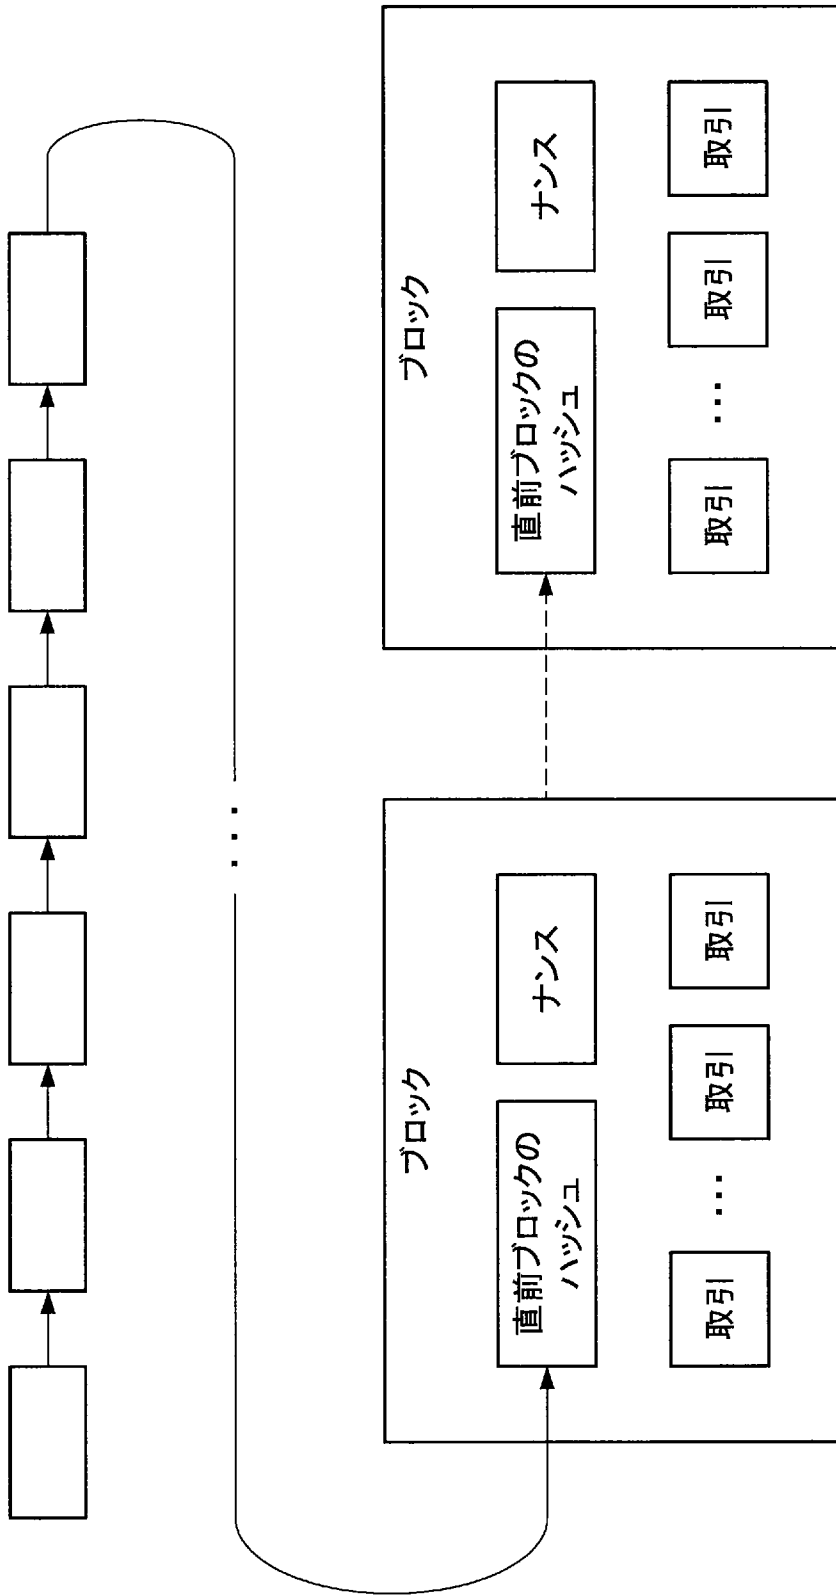 ブロック
直前ブロックの
ハッシュ
ナンス
取引
...
取引
取引
ブロック
直前ブロックの
ハッシュ
ナンス
取引
...
取引
取引
...